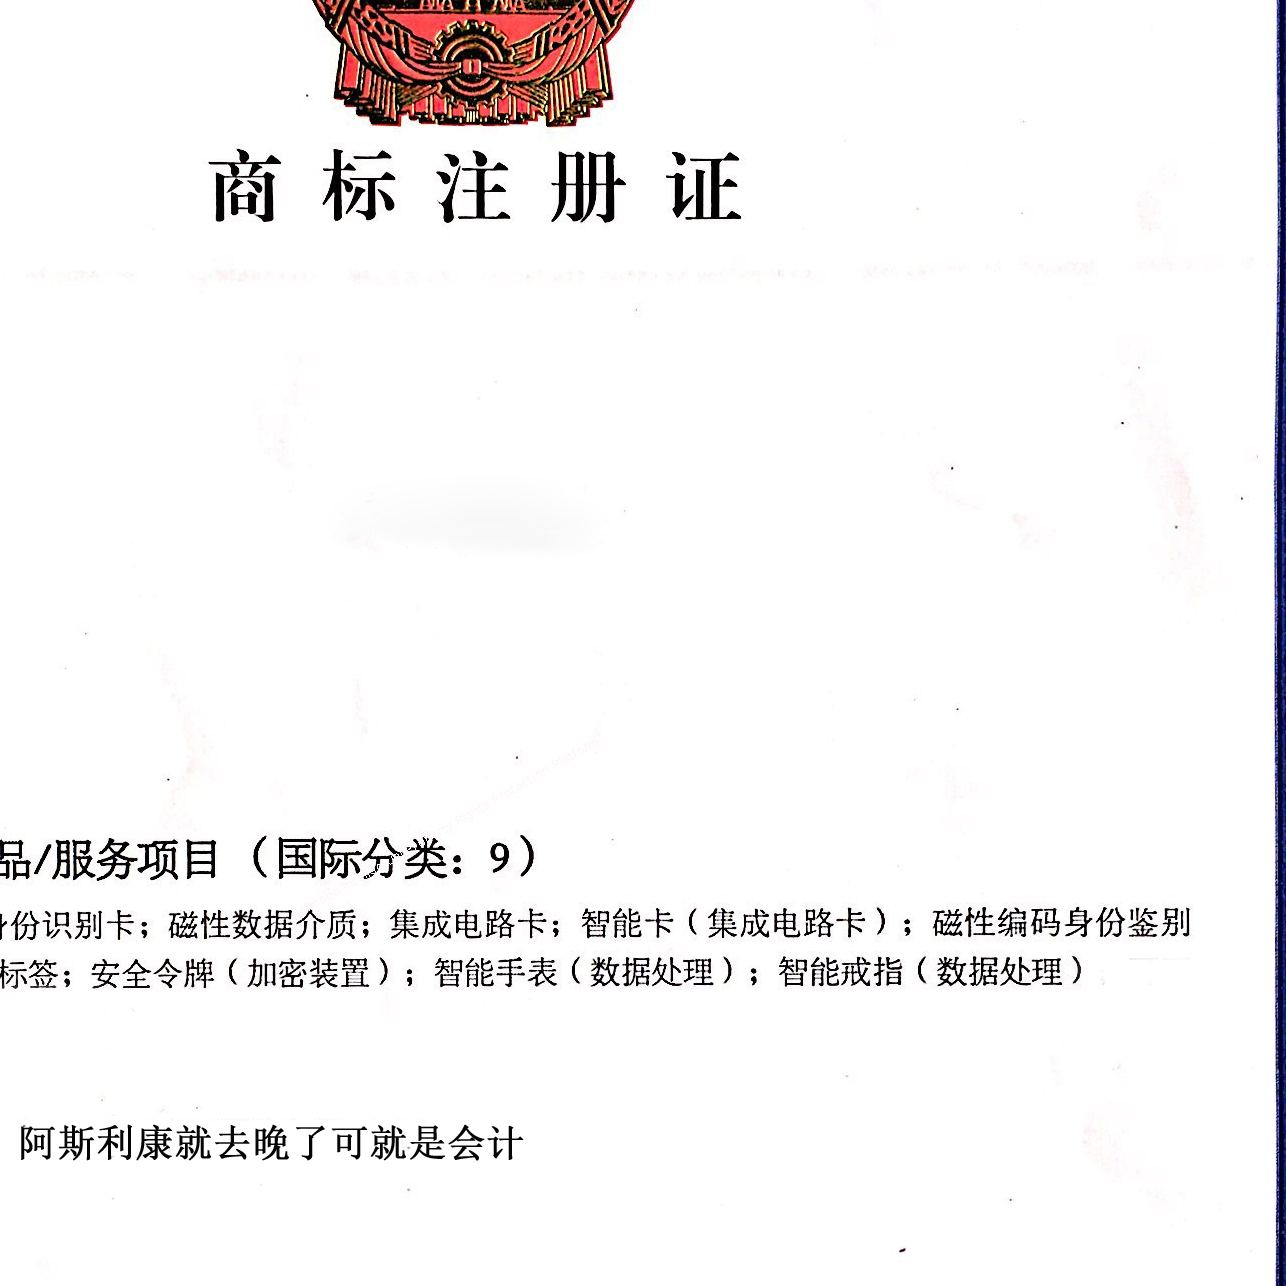 商标注册证
品/服务项目（国际分类：9）
身份识别卡；磁性数据介质；集成电路卡；智能卡（集成电路卡）；磁性编码身份鉴别
标签；安全令牌（加密装置）；智能手表（数据处理）；智能戒指（数据处理）
阿斯利康就去晚了可就是会计